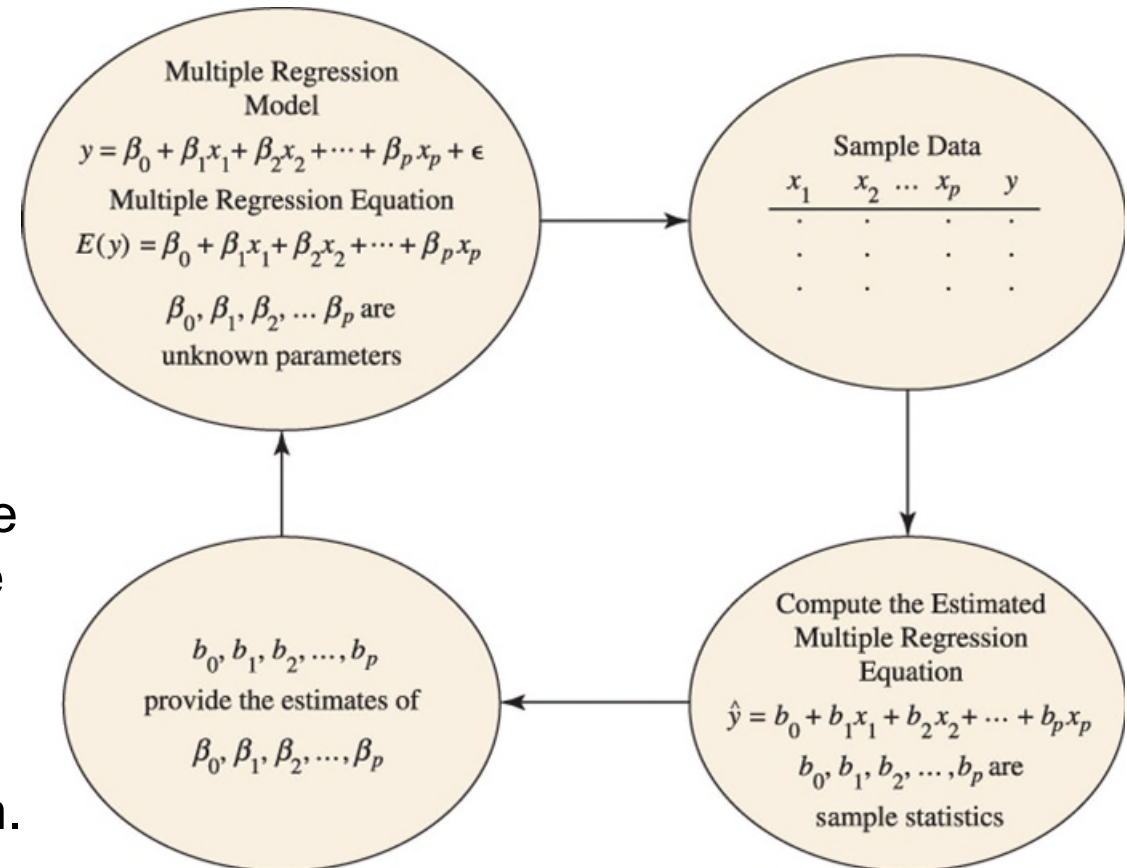 Multiple Regression
Model
y = β₀ + β₁x₁ + β₂x₂ + ··· + βₚxₚ + ϵ
Multiple Regression Equation
E(y) = β₀ + β₁x₁ + β₂x₂ + ··· + βₚxₚ
β₀, β₁, β₂, ... βₚ are
unknown parameters
Sample Data
x₁ x₂ ... xₚ y
. . . .
. . . .
. . . .
Compute the Estimated
Multiple Regression
Equation
ŷ = b₀ + b₁x₁ + b₂x₂ + ··· + bₚxₚ
b₀, b₁, b₂, ... , bₚ are
sample statistics
b₀, b₁, b₂, ..., bₚ
provide the estimates of
β₀, β₁, β₂, ..., βₚ